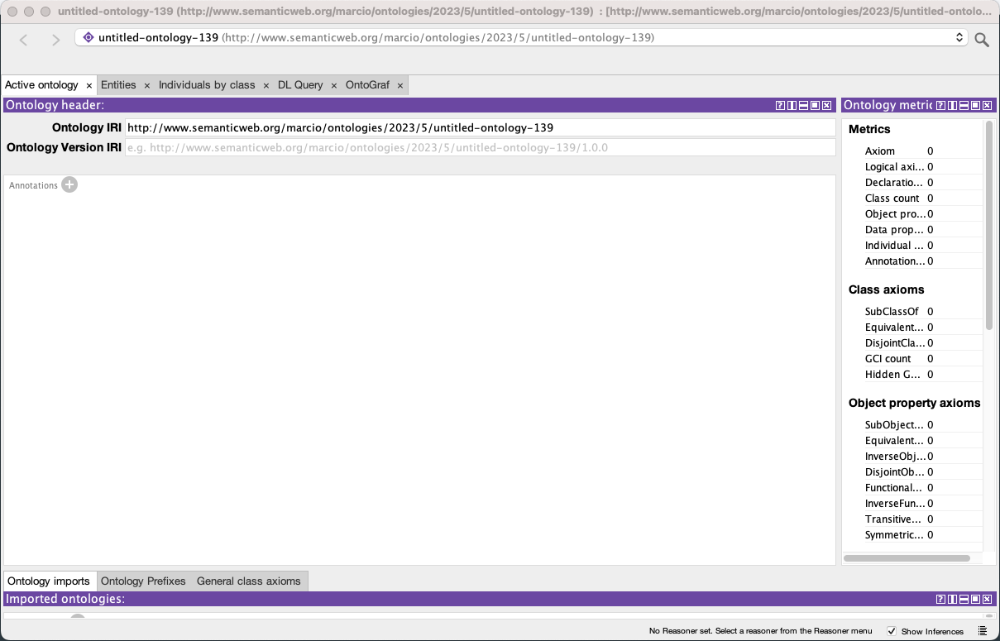 untitled-ontology-139 (http://www.semanticweb.org/marcio/ontologies/2023/5/untitled-ontology-139) : [http://www.semanticweb.org/marcio/ontologies/2023/5/untitled-ontolo...
untitled-ontology-139 (http://www.semanticweb.org/marcio/ontologies/2023/5/untitled-ontology-139)
Active ontology × Entities × Individuals by class × DL Query × OntoGraf ×
Ontology header:
Ontology IRI http://www.semanticweb.org/marcio/ontologies/2023/5/untitled-ontology-139
Ontology Version IRI e.g. http://www.semanticweb.org/marcio/ontologies/2023/5/untitled-ontology-139/1.0.0
Annotations
Ontology metric
Metrics
Axiom 0
Logical axi... 0
Declaratio... 0
Class count 0
Object pro... 0
Data prop... 0
Individual ... 0
Annotation... 0
Class axioms
SubClassOf 0
Equivalent... 0
DisjointCla... 0
GCI count 0
Hidden G... 0
Object property axioms
SubObject... 0
Equivalent... 0
InverseObj... 0
DisjointOb... 0
Functional... 0
InverseFun... 0
Transitive... 0
Symmetric... 0
Ontology imports Ontology Prefixes General class axioms
Imported ontologies:
No Reasoner set. Select a reasoner from the Reasoner menu Show Inferences